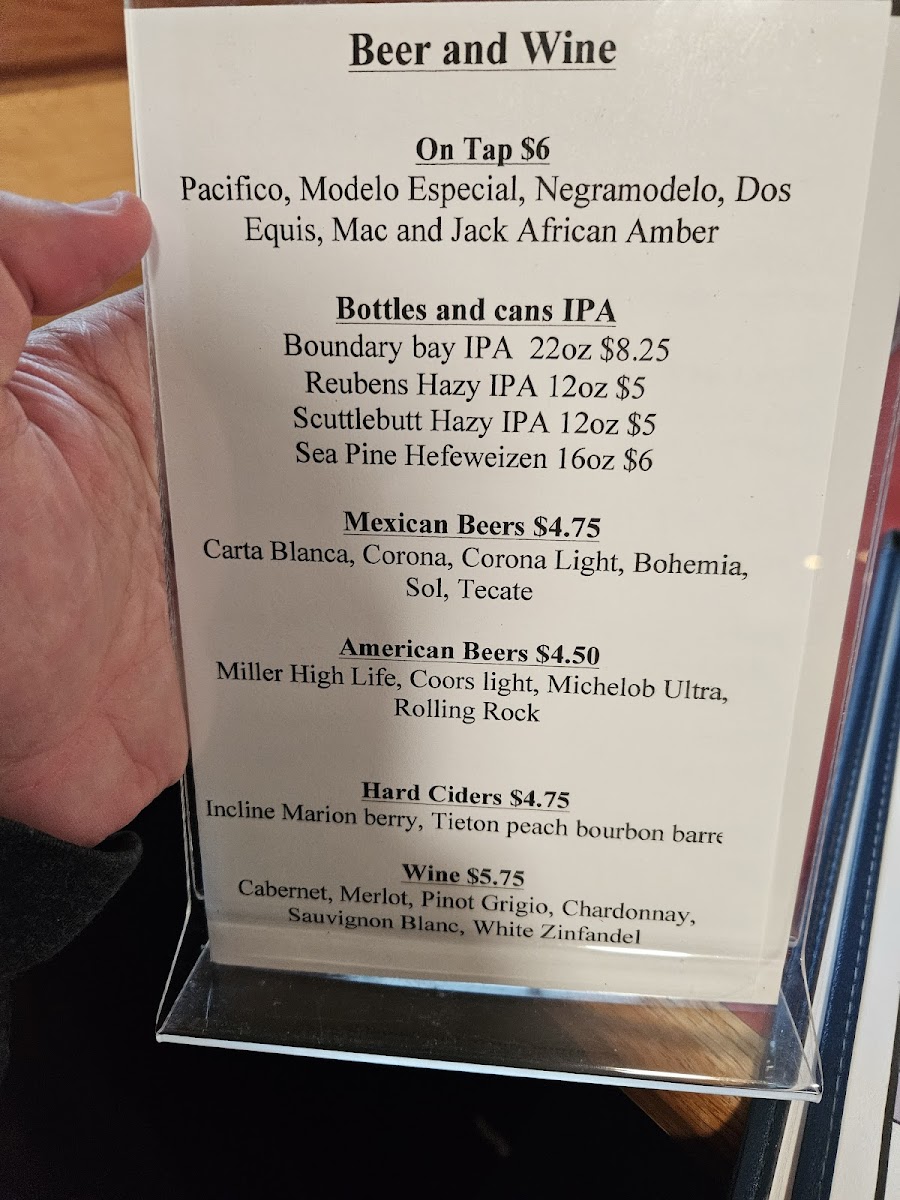 Beer and Wine
On Tap $6
Pacifico, Modelo Especial, Negramodelo, Dos
Equis, Mac and Jack African Amber
Bottles and cans IPA
Boundary bay IPA 22oz $8.25
Reubens Hazy IPA 12oz $5
Scuttlebutt Hazy IPA 12oz $5
Sea Pine Hefeweizen 16oz $6
Mexican Beers $4.75
Carta Blanca, Corona, Corona Light, Bohemia,
Sol, Tecate
American Beers $4.50
Miller High Life, Coors light, Michelob Ultra,
Rolling Rock
Hard Ciders $4.75
Incline Marion berry, Tieton peach bourbon
Wine $5.75
Cabernet, Merlot, Pinot Grigio, Chardonnay,
Sauvignon Blanc, White Zinfandel